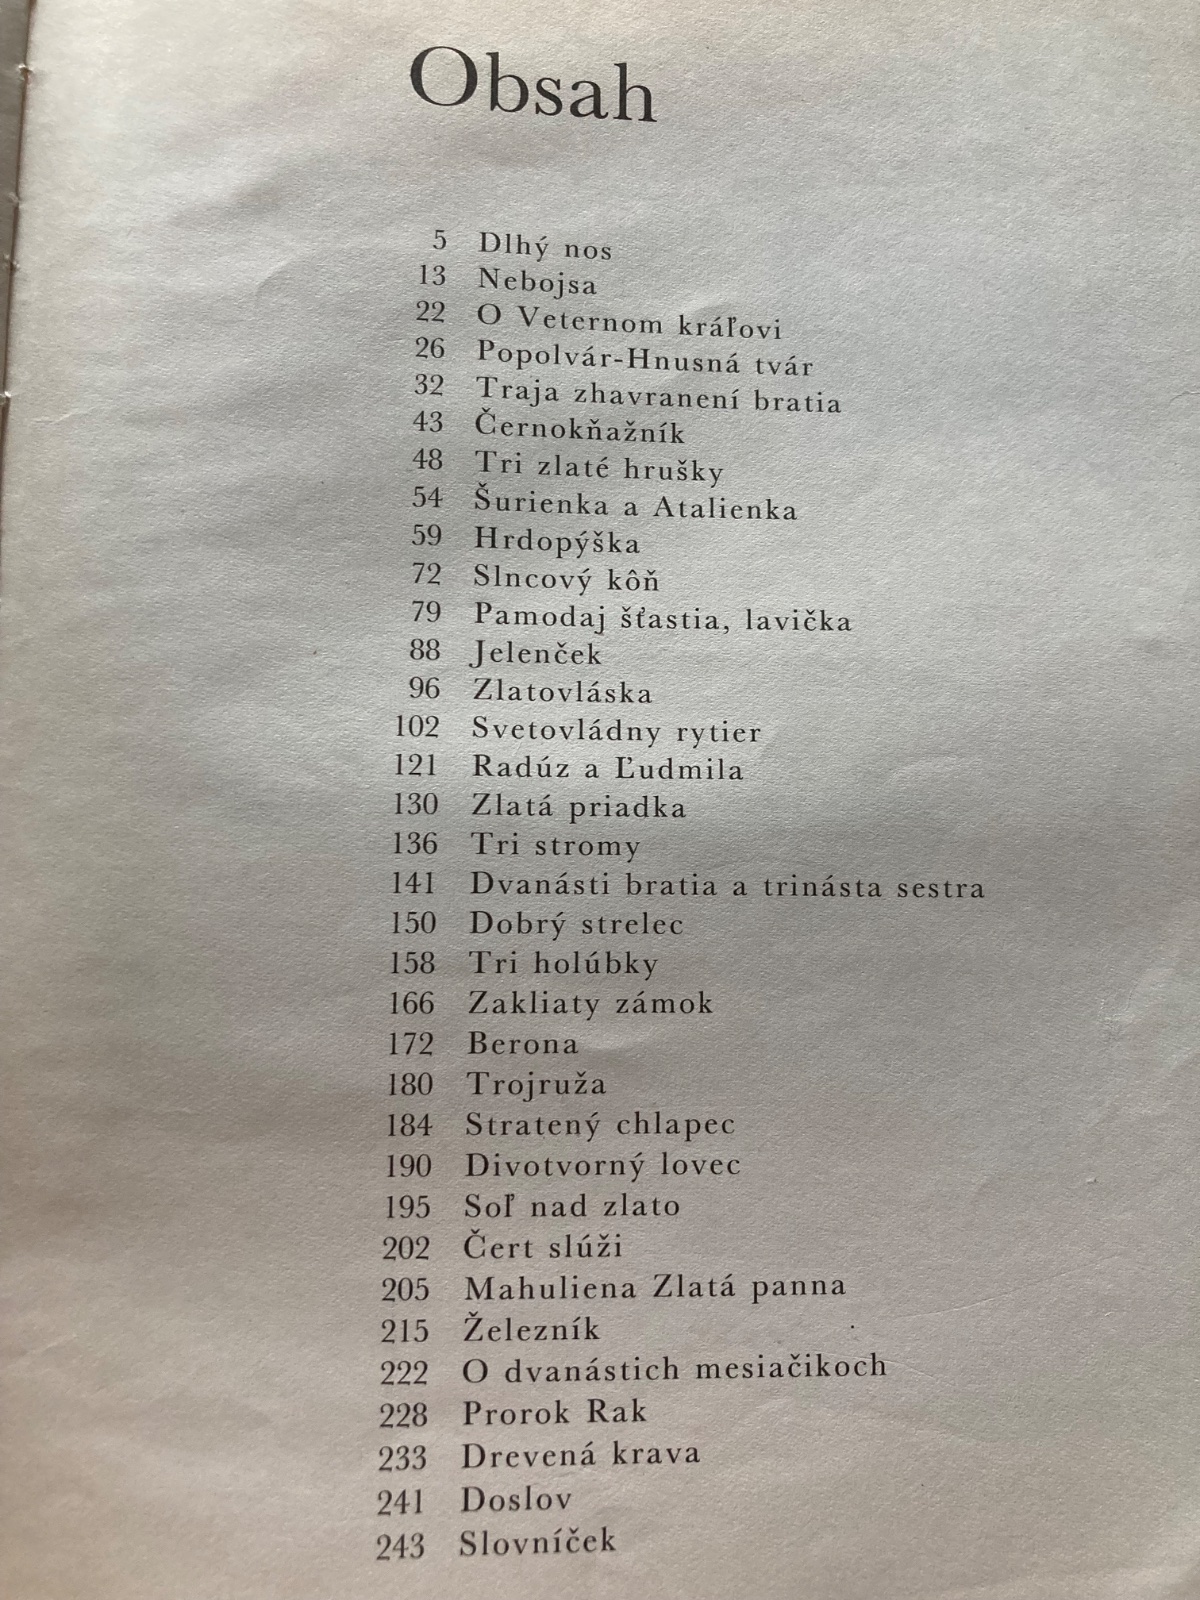 Obsah
5 Dlhý nos
13 Nebojsa
22 O Veternom kráľovi
26 Popolvár-Hnusná tvár
32 Traja zhavranení bratia
43 Černokňažník
48 Tri zlaté hrušky
54 Šurienka a Atalienka
59 Hrdopýška
72 Slncový kôň
79 Pamodaj šťastia, lavička
88 Jelenček
96 Zlatovláska
102 Svetovládny rytier
121 Radúz a Ľudmila
130 Zlatá priadka
136 Tri stromy
141 Dvanásti bratia a trinásta sestra
150 Dobrý strelec
158 Tri holúbky
166 Zakliaty zámok
172 Berona
180 Trojruža
184 Stratený chlapec
190 Divotvorný lovec
195 Soľ nad zlato
202 Čert slúži
205 Mahuliena Zlatá panna
215 Železník
222 O dvanástich mesiačikoch
228 Prorok Rak
233 Drevená krava
241 Doslov
243 Slovníček